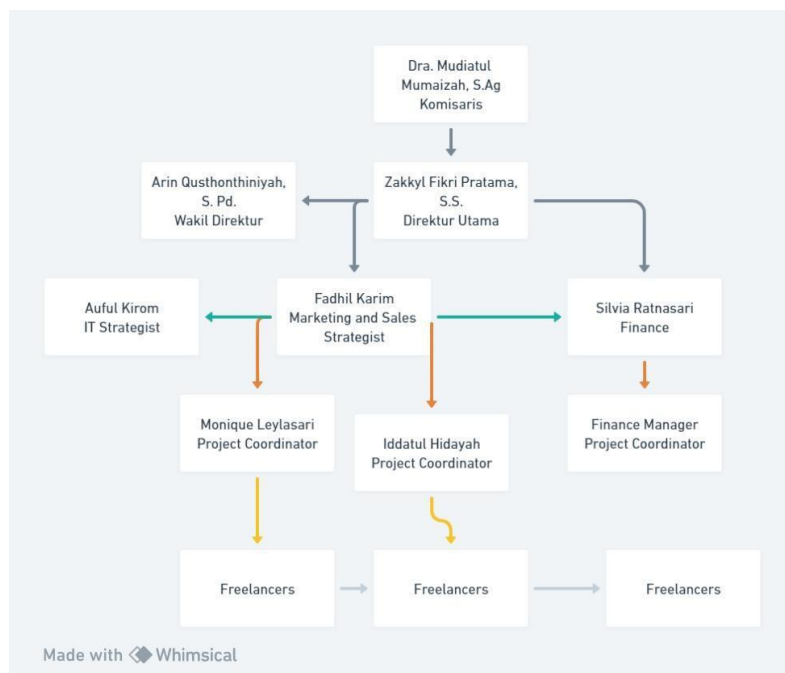 Dra. Mudiatul
Mumaizah, S.Ag
Komisaris
Arin Qusthonthiniyah,
S. Pd.
Wakil Direktur
Zakkyl Fikri Pratama,
S.S.
Direktur Utama
Auful Kirom
IT Strategist
Fadhil Karim
Marketing and Sales
Strategist
Silvia Ratnasari
Finance
Monique Leylasari
Project Coordinator
Iddatul Hidayah
Project Coordinator
Finance Manager
Project Coordinator
Freelancers
Freelancers
Freelancers
Made with Whimsical